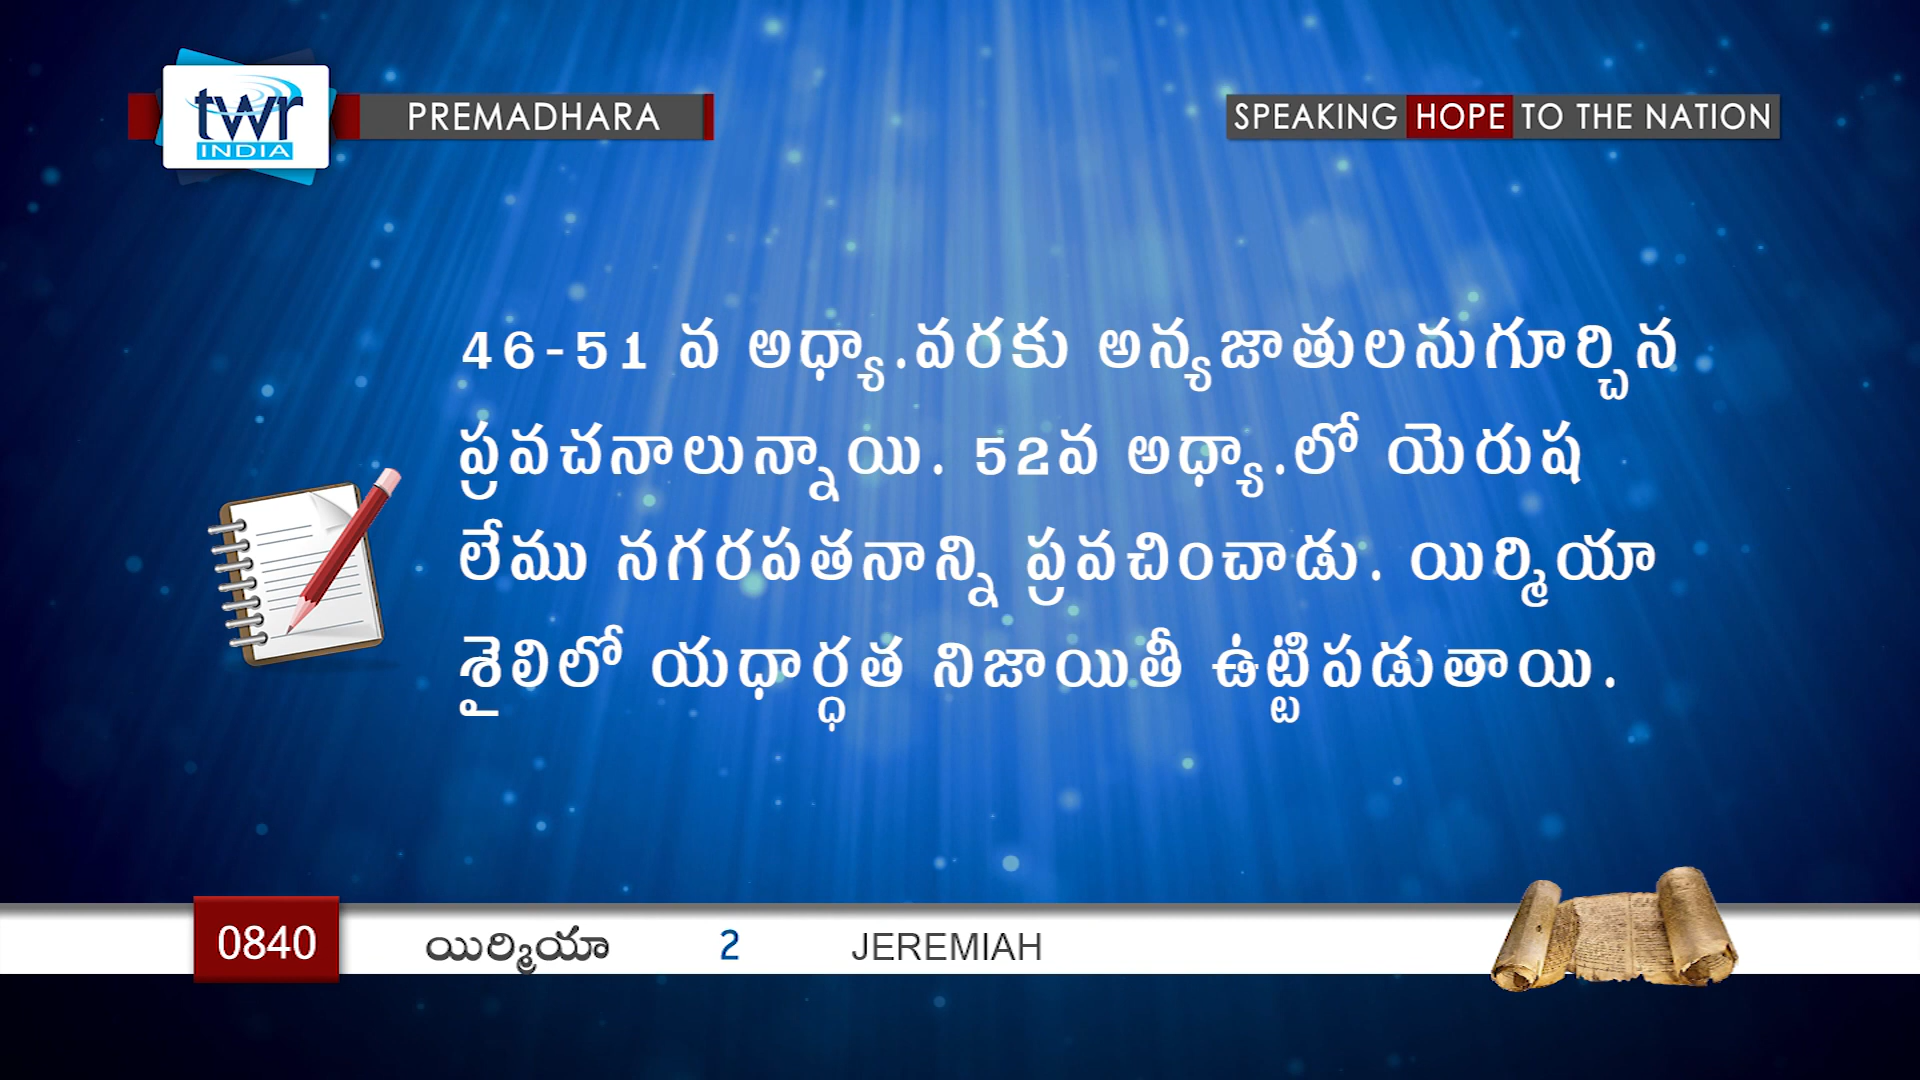 twr
INDIA
PREMADHARA
SPEAKING HOPE TO THE NATION
46-51 వ అధ్యా.వరకు అన్యజాతులనుగూర్చిన
ప్రవచనాలున్నాయి. 52వ అధ్యా.లో యెరుష
లేము నగరపతనాన్ని ప్రవచించాడు. యిర్మియా
శైలిలో యధార్ధత నిజాయితీ ఉట్టిపడుతాయి.
0840 యిర్మియా 2 JEREMIAH